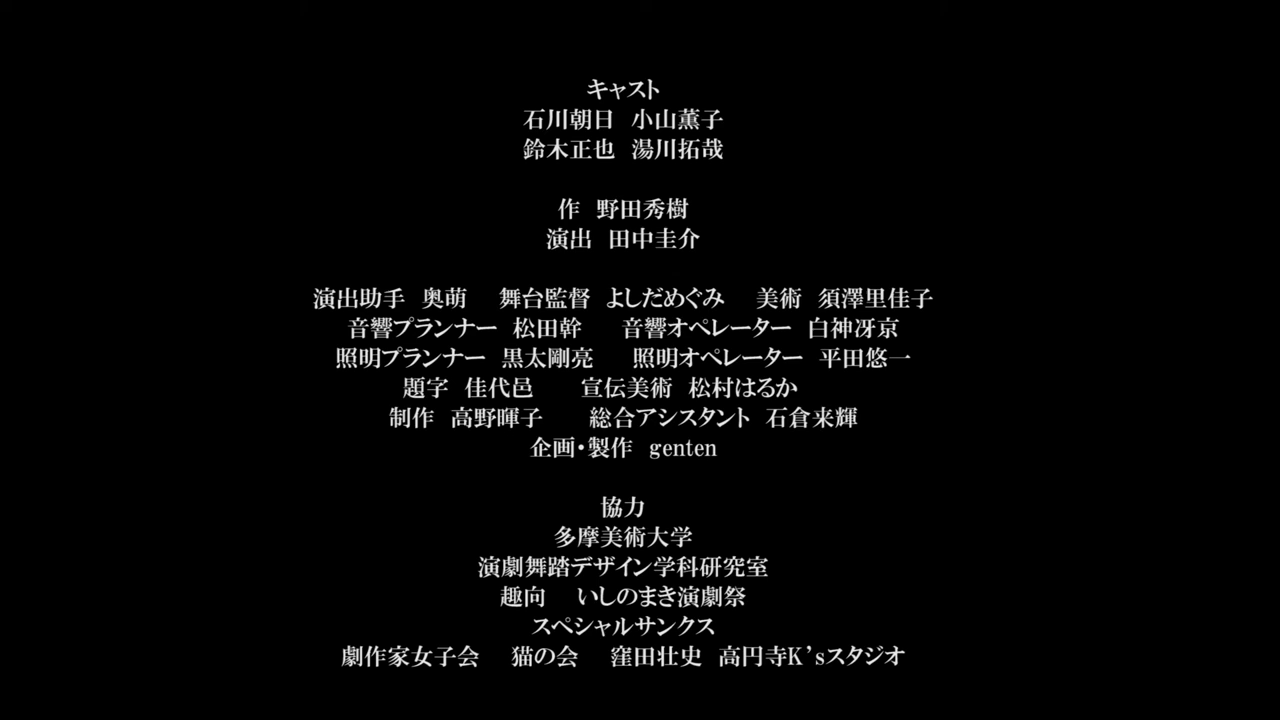 キャスト
石川朝日　小山薫子
鈴木正也　湯川拓哉
作　野田秀樹
演出　田中圭介
演出助手　奥萌　舞台監督　よしだめぐみ　美術　須澤里佳子
音響プランナー　松田幹　音響オペレーター　白神冴京
照明プランナー　黒太剛亮　照明オペレーター　平田悠一
題字　佳代邑　宣伝美術　松村はるか
制作　高野暉子　総合アシスタント　石倉来輝
企画・製作　genten
協力
多摩美術大学
演劇舞踏デザイン学科研究室
趣向　いしのまき演劇祭
スペシャルサンクス
劇作家女子会　猫の会　窪田壮史　高円寺K’sスタジオ